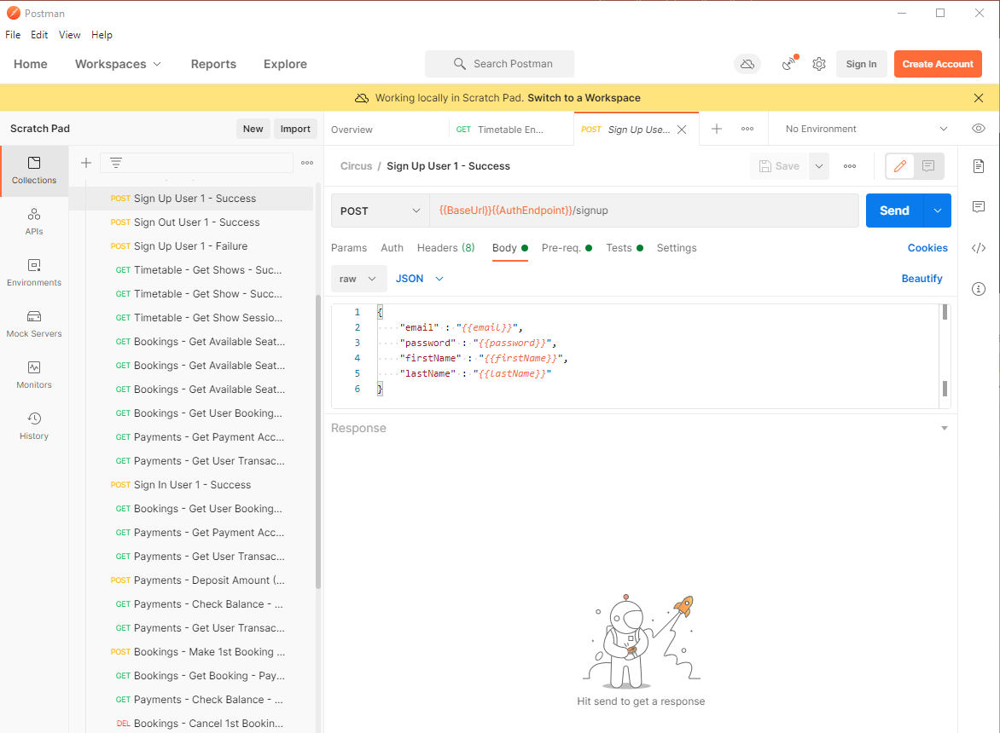 Postman
File Edit View Help
Home Workspaces Reports Explore Search Postman Sign In Create Account
Working locally in Scratch Pad. Switch to a Workspace
Scratch Pad New Import
Overview GET Timetable En... POST Sign Up Use... No Environment
Collections
APIs
Environments
Mock Servers
Monitors
History
POST Sign Up User 1 - Success
POST Sign Out User 1 - Success
POST Sign Up User 1 - Failure
GET Timetable - Get Shows - Suc...
GET Timetable - Get Show - Succ...
GET Timetable - Get Show Sessio...
GET Bookings - Get Available Seat...
GET Bookings - Get Available Seat...
GET Bookings - Get Available Seat...
GET Bookings - Get User Booking...
GET Payments - Get Payment Acc...
GET Payments - Get User Transac...
POST Sign In User 1 - Success
GET Bookings - Get User Booking...
GET Payments - Get Payment Acc...
GET Payments - Get User Transac...
POST Payments - Deposit Amount (...
GET Payments - Check Balance - ...
GET Payments - Get User Transac...
POST Bookings - Make 1st Booking ...
GET Bookings - Get Booking - Pay...
GET Payments - Check Balance - ...
DEL Bookings - Cancel 1st Bookin...
Circus / Sign Up User 1 - Success Save
POST {{BaseUrl}}{{AuthEndpoint}}/signup Send
Params Auth Headers (8) Body Pre-req. Tests Settings Cookies
raw JSON Beautify
1 {
2 "email" : "{{email}}",
3 "password" : "{{password}}",
4 "firstName" : "{{firstName}}",
5 "lastName" : "{{lastName}}"
6 }
Response
Hit send to get a response